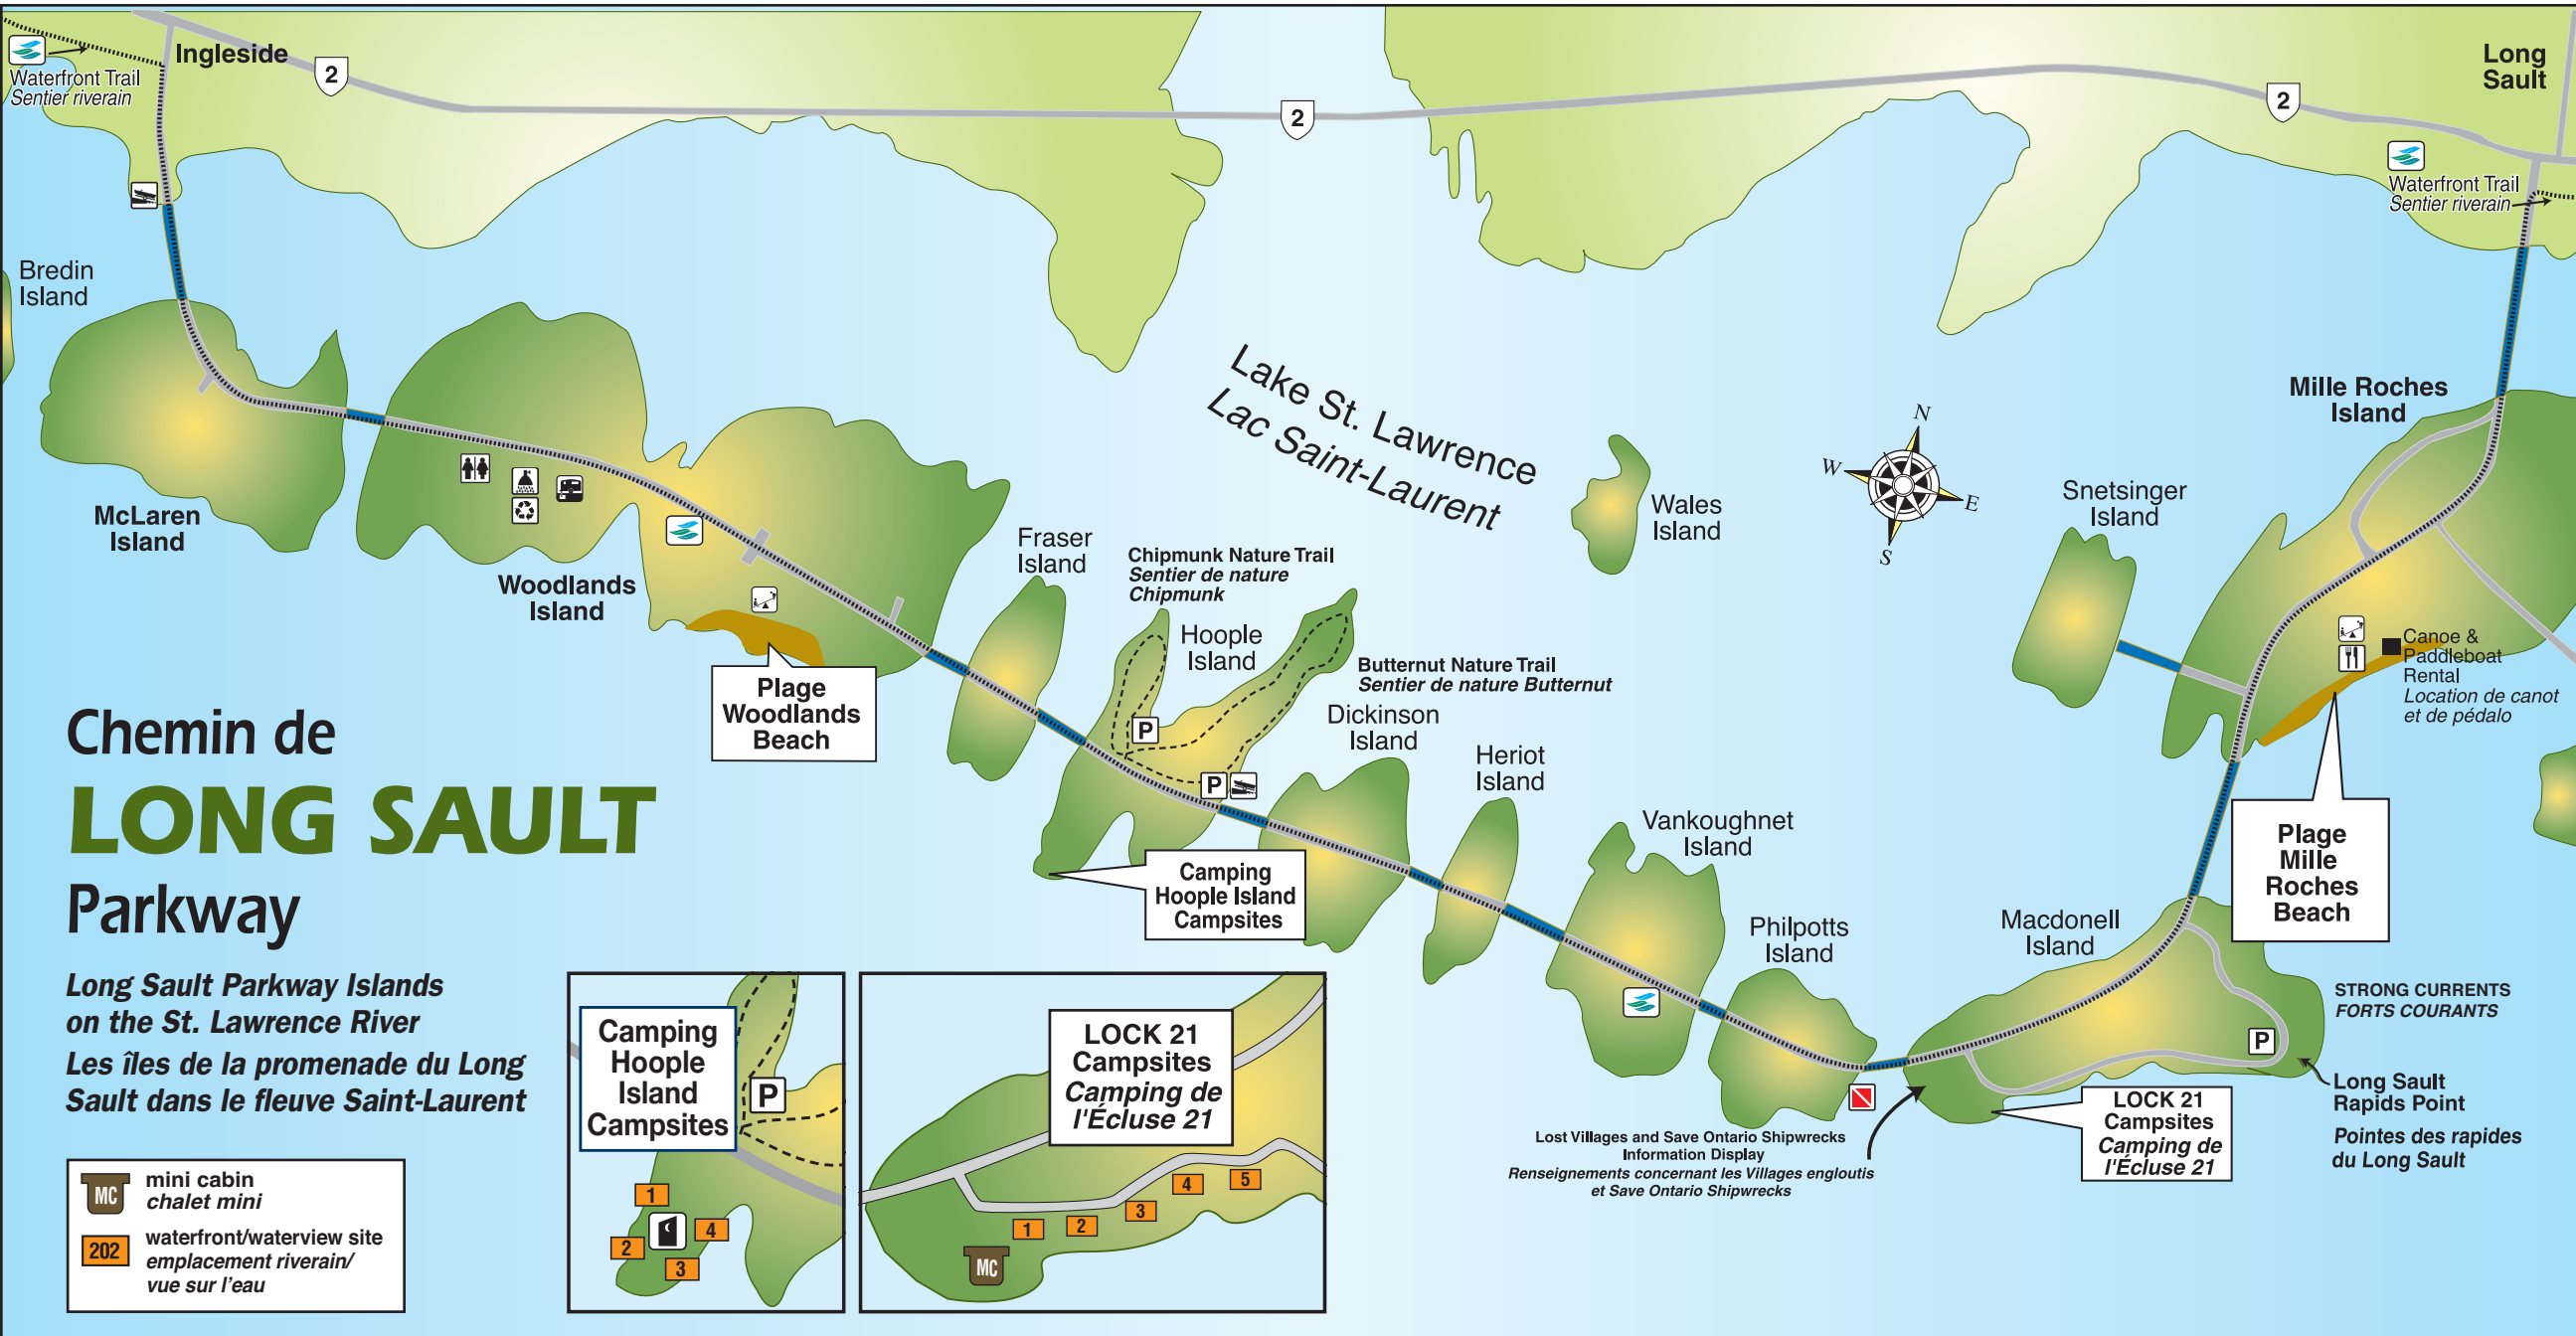 Ingleside
2
Waterfront Trail
Sentier riverain
2
2
Long
Sault
Waterfront Trail
Sentier riverain
Bredin
Island
McLaren
Island
Woodlands
Island
Plage
Woodlands
Beach
Fraser
Island
Chipmunk Nature Trail
Sentier de nature
Chipmunk
Hoople
Island
P
P
Butternut Nature Trail
Sentier de nature Butternut
Lake St. Lawrence
Lac Saint-Laurent
Wales
Island
N
W
E
S
Snetsinger
Island
Mille Roches
Island
Canoe &
Paddleboat
Rental
Location de canot
et de pédalo
Plage
Mille
Roches
Beach
Dickinson
Island
Heriot
Island
Camping
Hoople Island
Campsites
Vankoughnet
Island
Philpotts
Island
Macdonell
Island
P
STRONG CURRENTS
FORTS COURANTS
Long Sault
Rapids Point
Pointes des rapides
du Long Sault
LOCK 21
Campsites
Camping de
l'Écluse 21
Lost Villages and Save Ontario Shipwrecks
Information Display
Renseignements concernant les Villages engloutis
et Save Ontario Shipwrecks
Chemin de
LONG SAULT
Parkway
Long Sault Parkway Islands
on the St. Lawrence River
Les îles de la promenade du Long
Sault dans le fleuve Saint-Laurent
MC
mini cabin
chalet mini
202
waterfront/waterview site
emplacement riverain/
vue sur l'eau
Camping
Hoople
Island
Campsites
P
1
2
3
4
LOCK 21
Campsites
Camping de
l'Écluse 21
1
2
3
4
5
MC